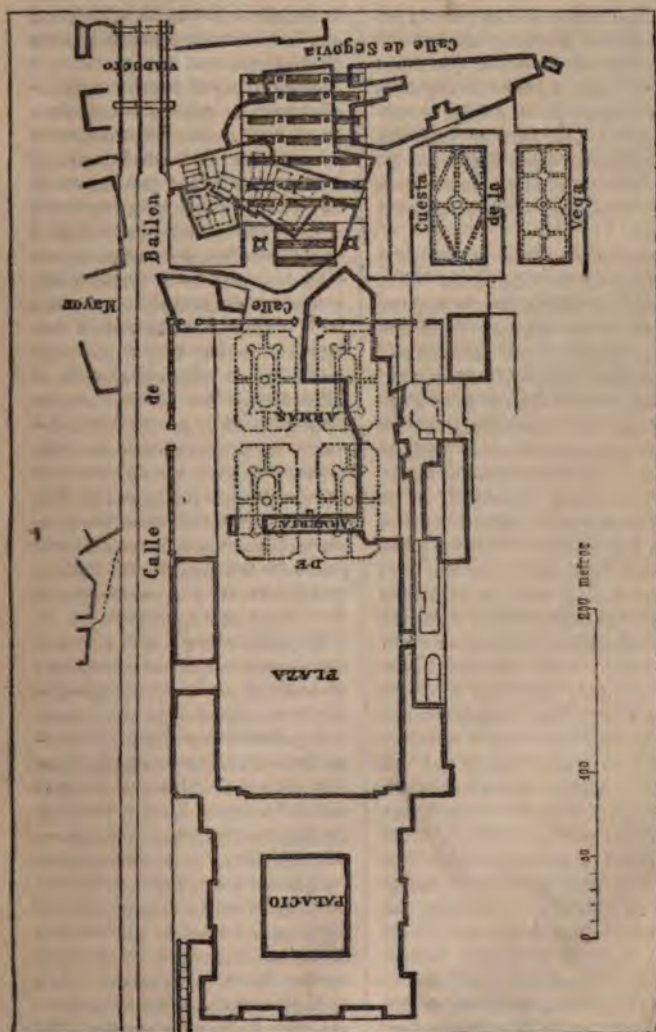 Calle de Segovia
VIADUCTO
Cuesta
de la
Vega
Calle de Bailen
Mayor
Calle
PLAZA
DE
ARMAS
ARMERIA
PALACIO
0
50
100
200 metros